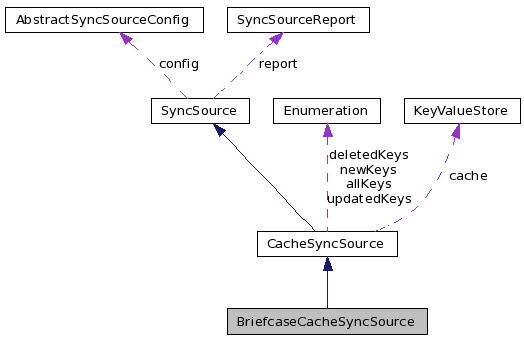 AbstractSyncSourceConfig
SyncSourceReport
config
report
SyncSource
Enumeration
KeyValueStore
deletedKeys
newKeys
allKeys
updatedKeys
cache
CacheSyncSource
BriefcaseCacheSyncSource